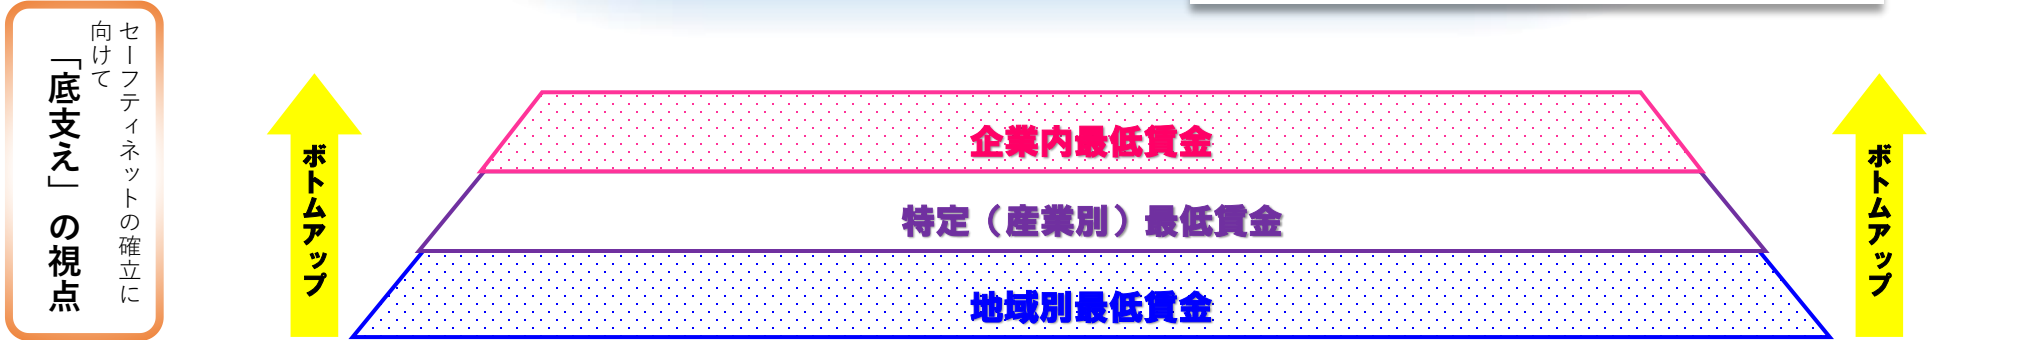 セーフティネットの確立に
向けて
「底支え」の視点
ボトムアップ
企業内最低賃金
特定（産業別）最低賃金
地域別最低賃金
ボトムアップ